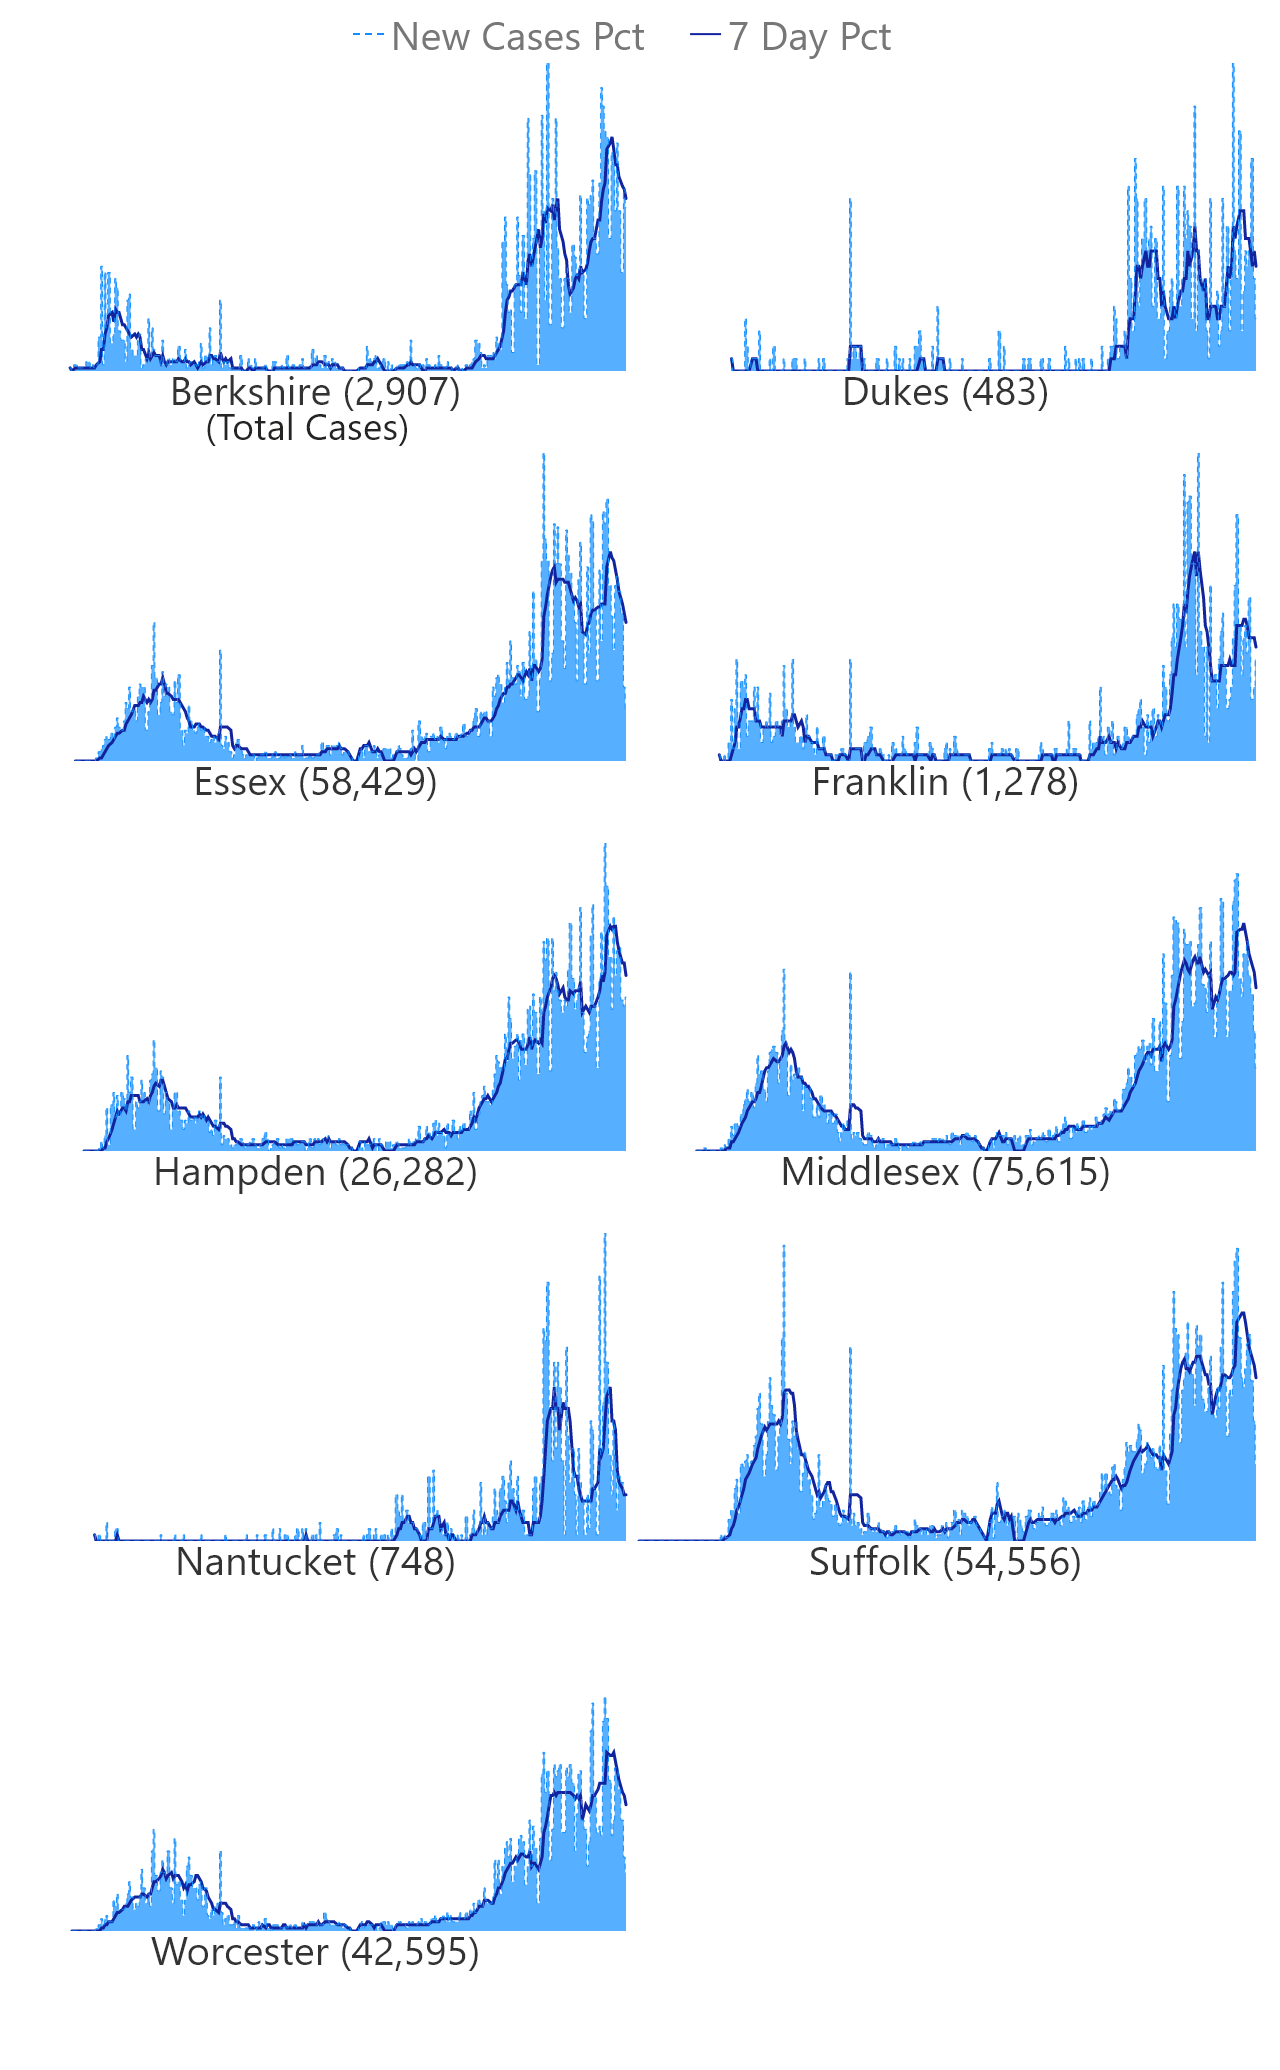 New Cases Pct 7 Day Pct
Berkshire (2,907) Dukes (483)
(Total Cases)
Essex (58,429) Franklin (1,278)
Hampden (26,282) Middlesex (75,615)
Nantucket (748) Suffolk (54,556)
Worcester (42,595)